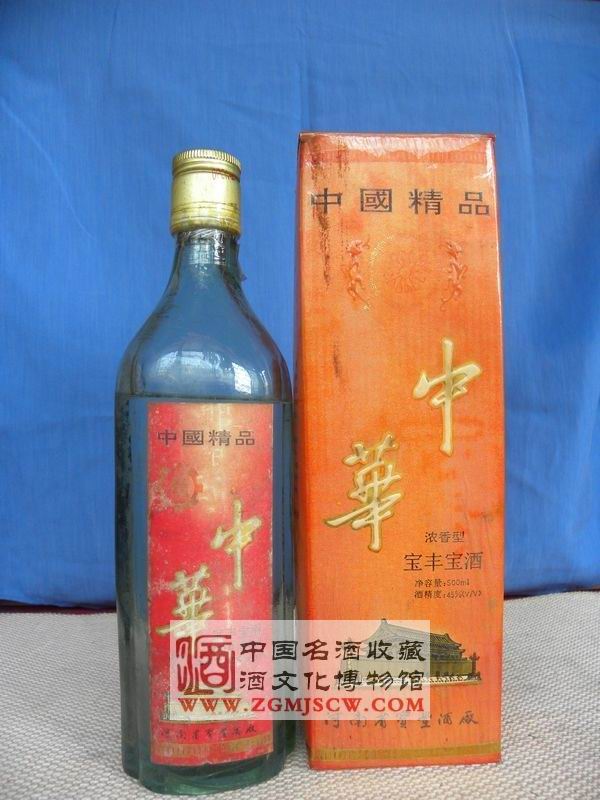 中國精品
中
華
中國精品
中
華
浓香型
宝丰宝酒
净容量:500ml
酒精度:45%(V/V)
酒
中国名酒收藏
酒文化博物馆
WWW.ZGMJSCW.COM